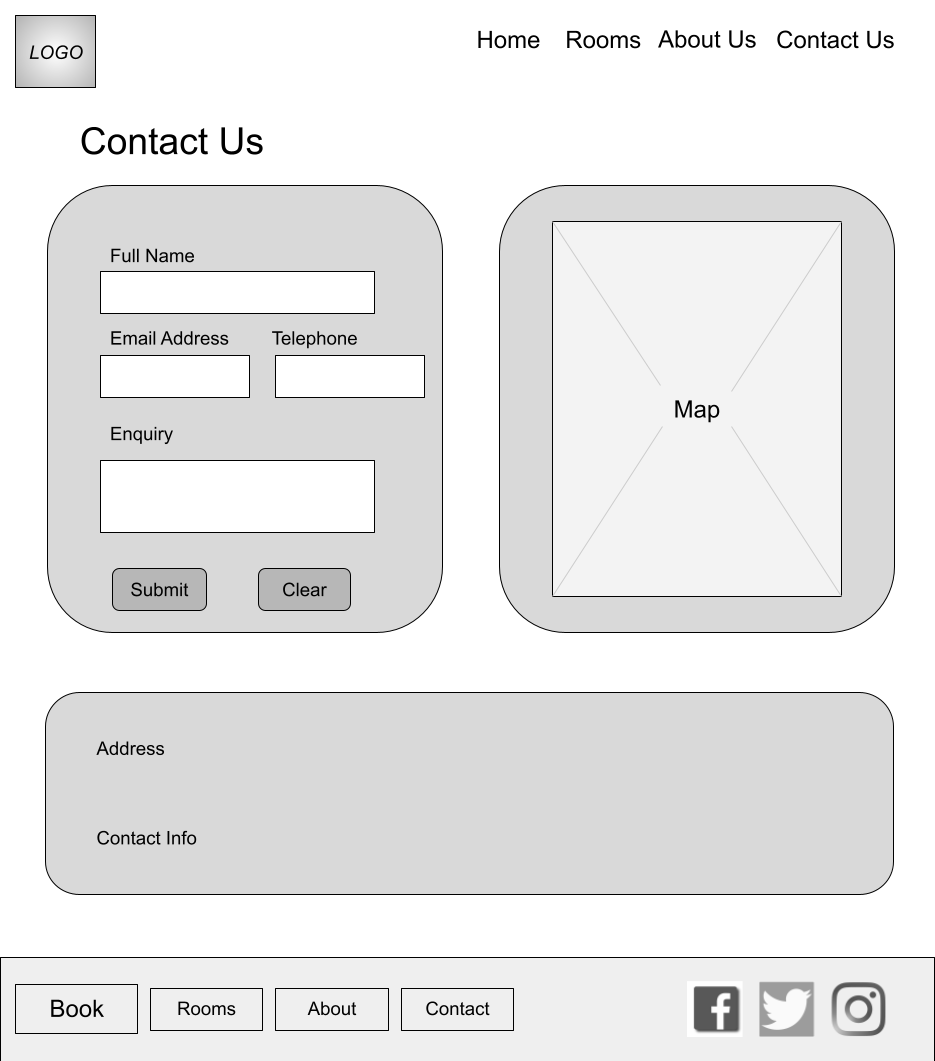 LOGO
Home Rooms About Us Contact Us
Contact Us
Full Name
Email Address Telephone
Enquiry
Submit Clear
Map
Address
Contact Info
Book Rooms About Contact